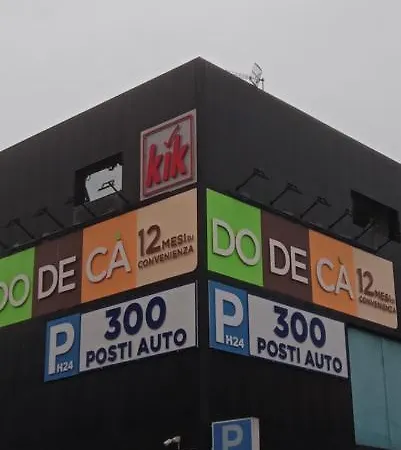 kik
DO DE CÀ
12 MESI DI
CONVENIENZA
P
H24
300
POSTI AUTO
DO DE CÀ
12 MESI DI
CONVENIENZA
P
H24
300
POSTI AUTO
P